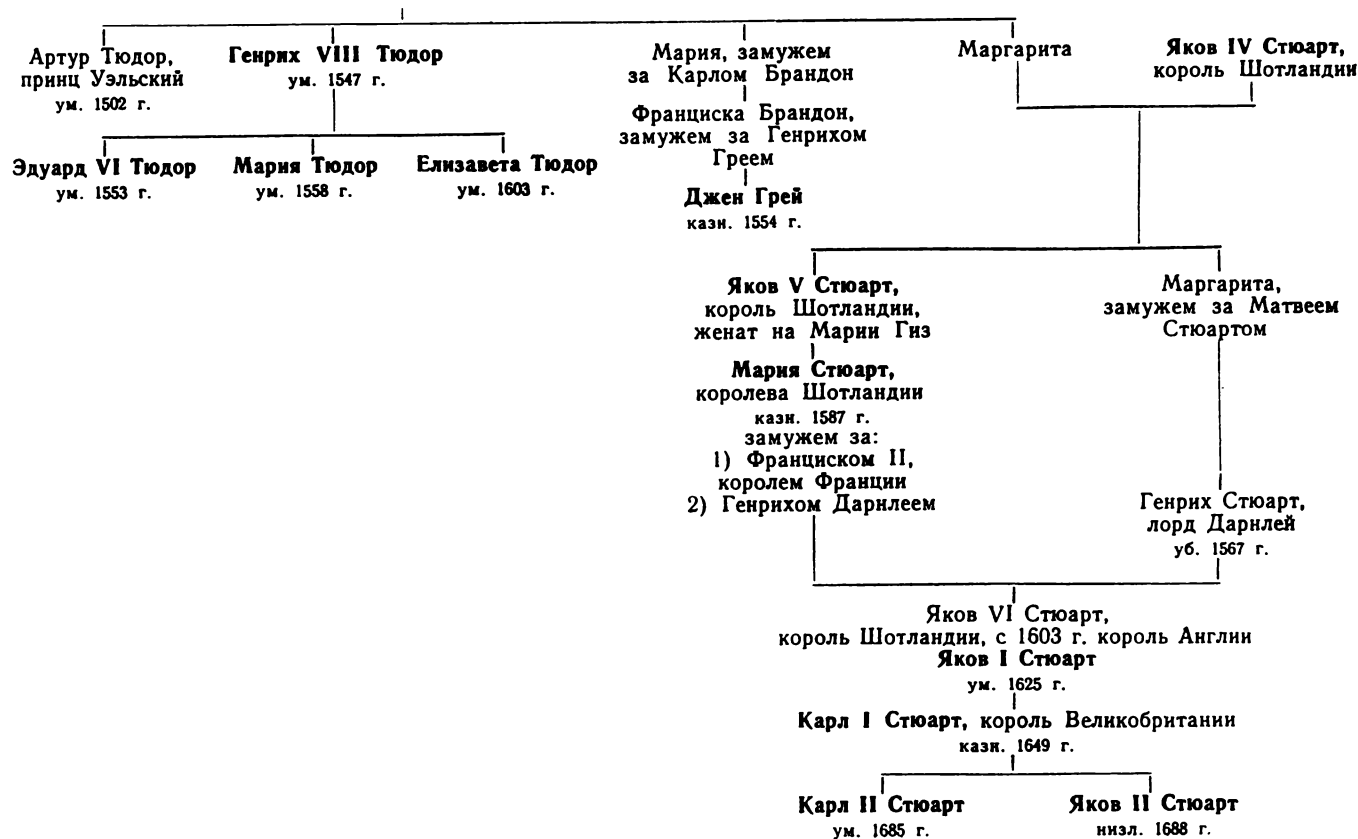 Артур Тюдор,
принц Уэльский
ум. 1502 г.
Генрих VIII Тюдор
ум. 1547 г.
Мария, замужем
за Карлом Брандон
Маргарита
Яков IV Стюарт,
король Шотландии
Франциска Брандон,
замужем за Генрихом
Греем
Эдуард VI Тюдор
ум. 1553 г.
Мария Тюдор
ум. 1558 г.
Елизавета Тюдор
ум. 1603 г.
Джен Грей
казн. 1554 г.
Яков V Стюарт,
король Шотландии,
женат на Марии Гиз
Маргарита,
замужем за Матвеем
Стюартом
Мария Стюарт,
королева Шотландии
казн. 1587 г.
замужем за:
1) Франциском II,
королем Франции
2) Генрихом Дарнлеем
Генрих Стюарт,
лорд Дарнлей
уб. 1567 г.
Яков VI Стюарт,
король Шотландии, с 1603 г. король Англии
Яков I Стюарт
ум. 1625 г.
Карл I Стюарт, король Великобритании
казн. 1649 г.
Карл II Стюарт
ум. 1685 г.
Яков II Стюарт
низл. 1688 г.